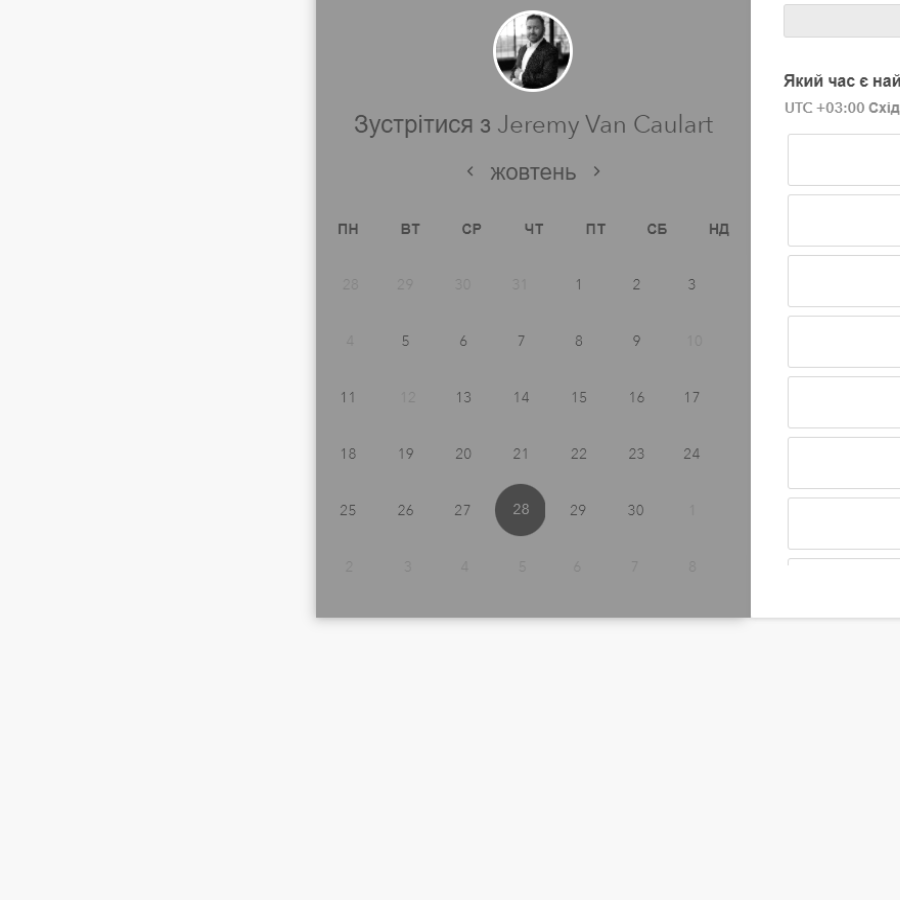 Зустрітися з Jeremy Van Caulart
жовтень
ПН ВТ СР ЧТ ПТ СБ НД
28 29 30 31 1 2 3
4 5 6 7 8 9 10
11 12 13 14 15 16 17
18 19 20 21 22 23 24
25 26 27 28 29 30 1
2 3 4 5 6 7 8
Який час є най
UTC +03:00 Схід